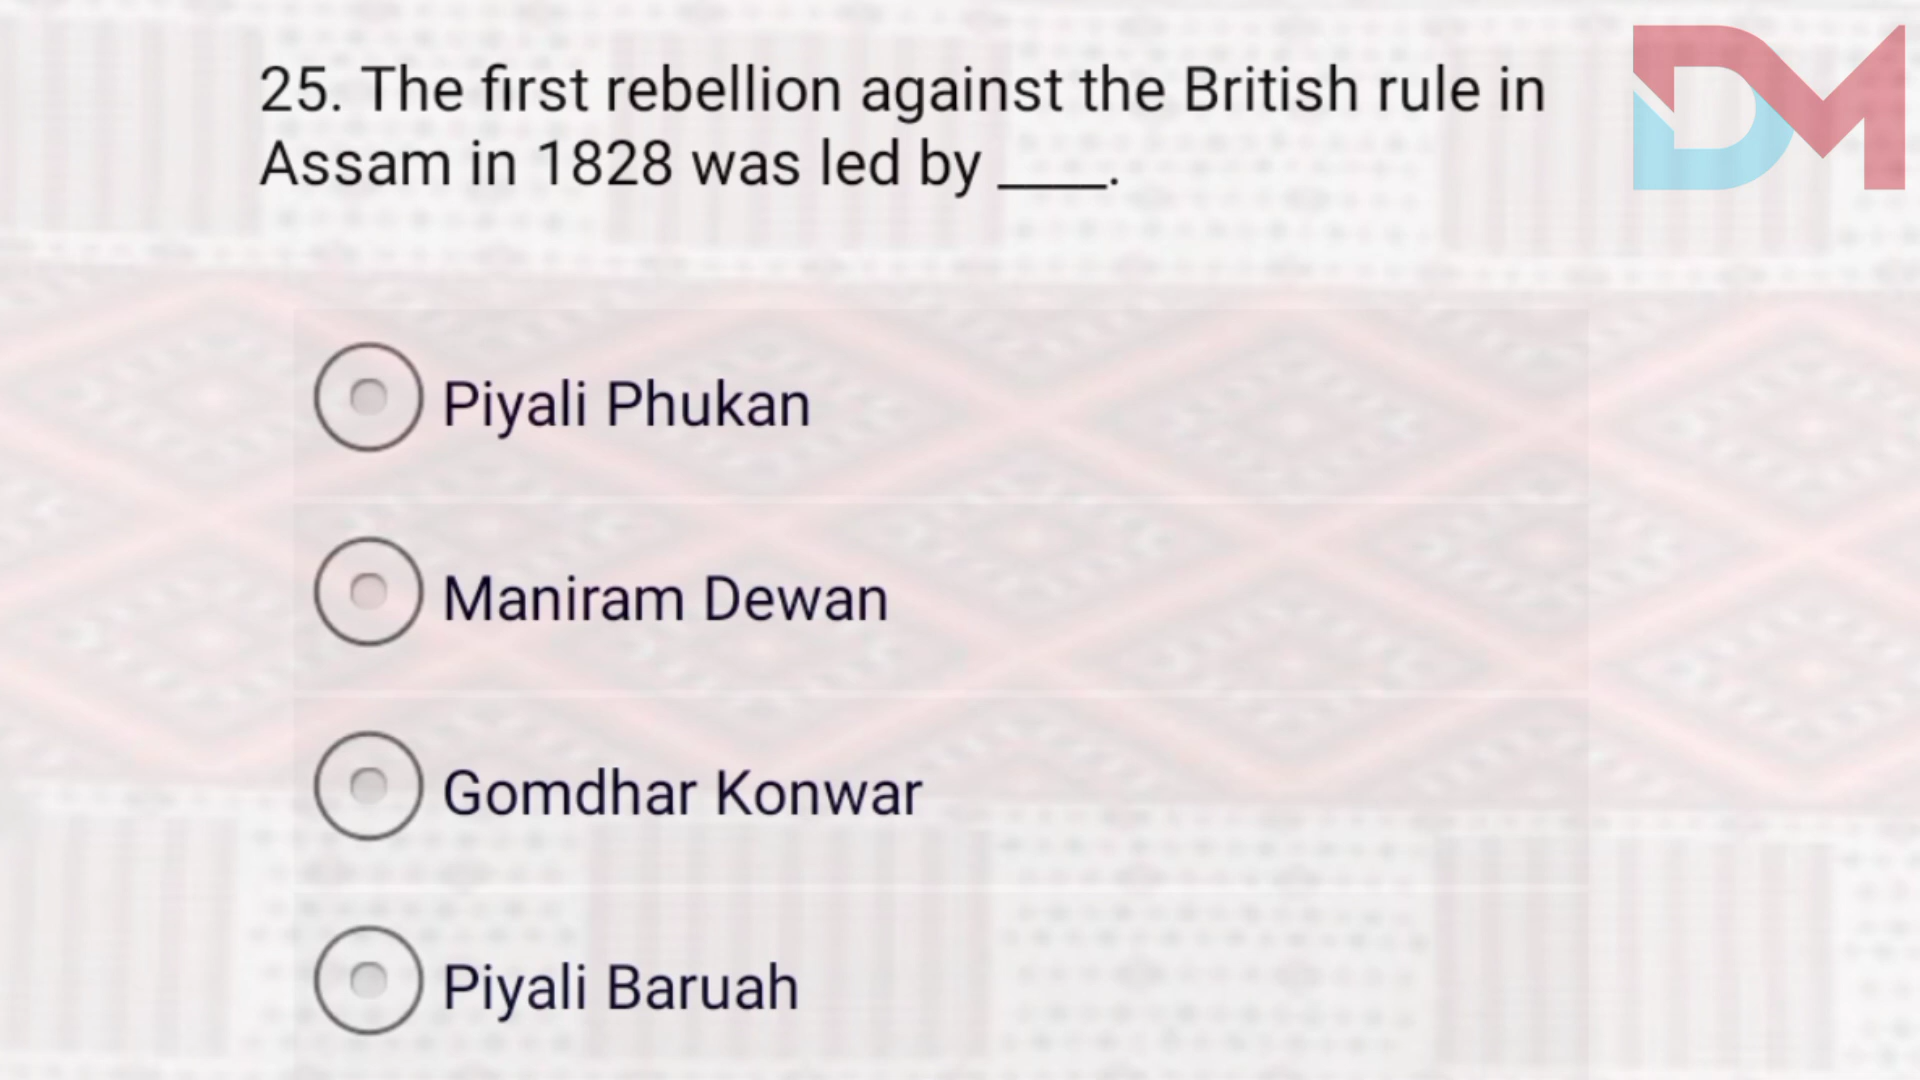 25. The first rebellion against the British rule in
Assam in 1828 was led by ____.
DM
Piyali Phukan
Maniram Dewan
Gomdhar Konwar
Piyali Baruah